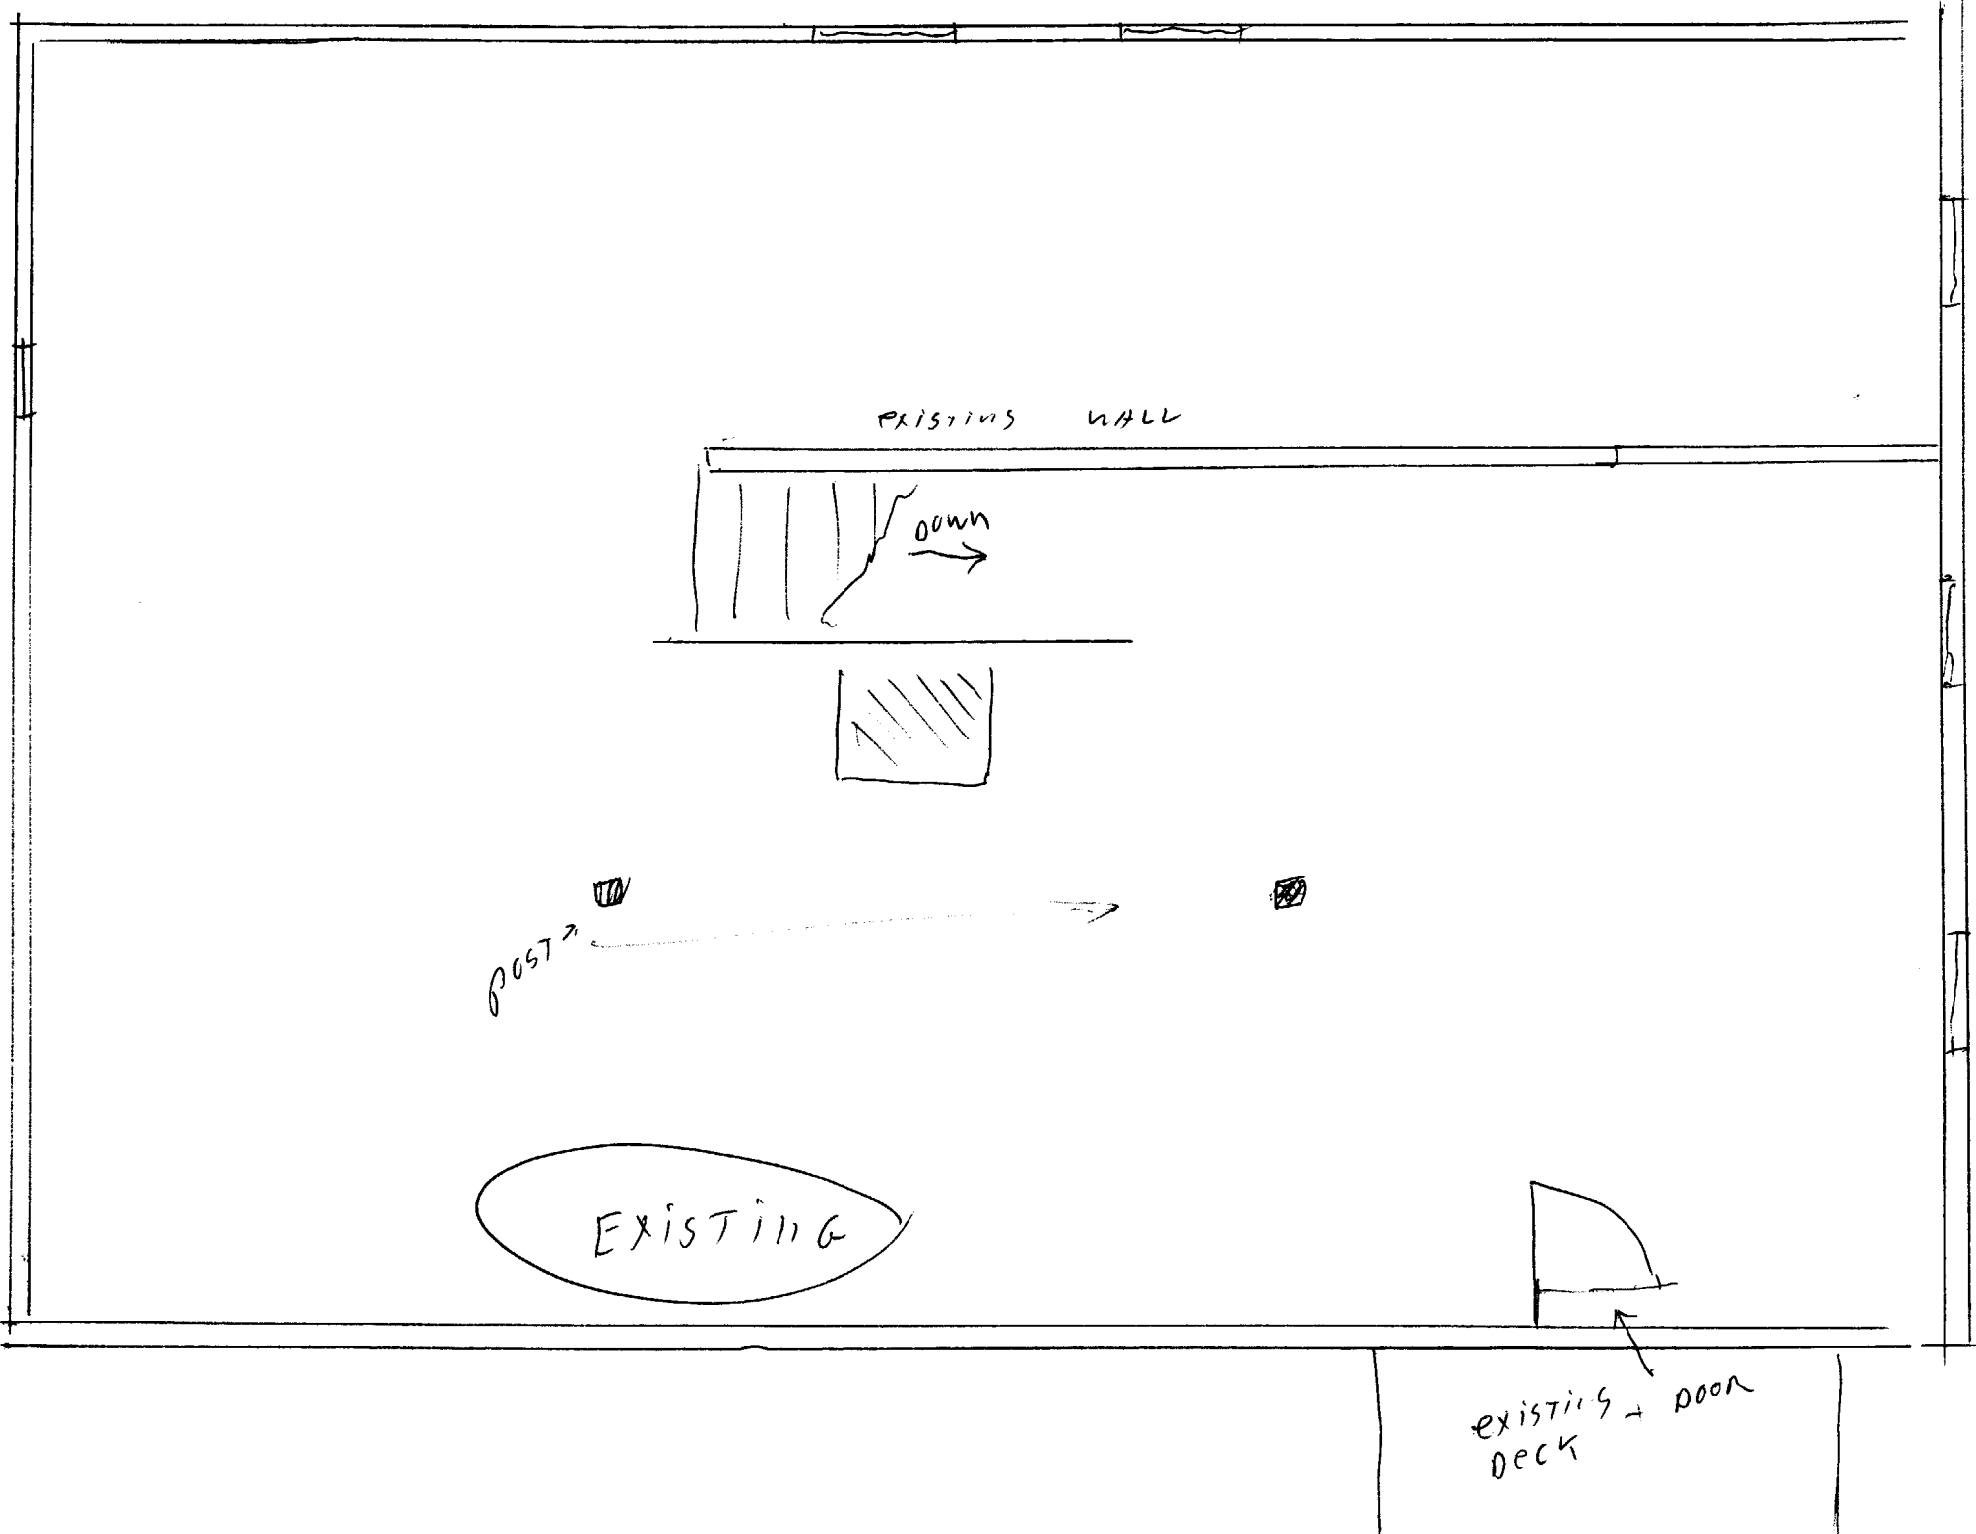 existing wall
Down
post
Existing
existing + Door
Deck